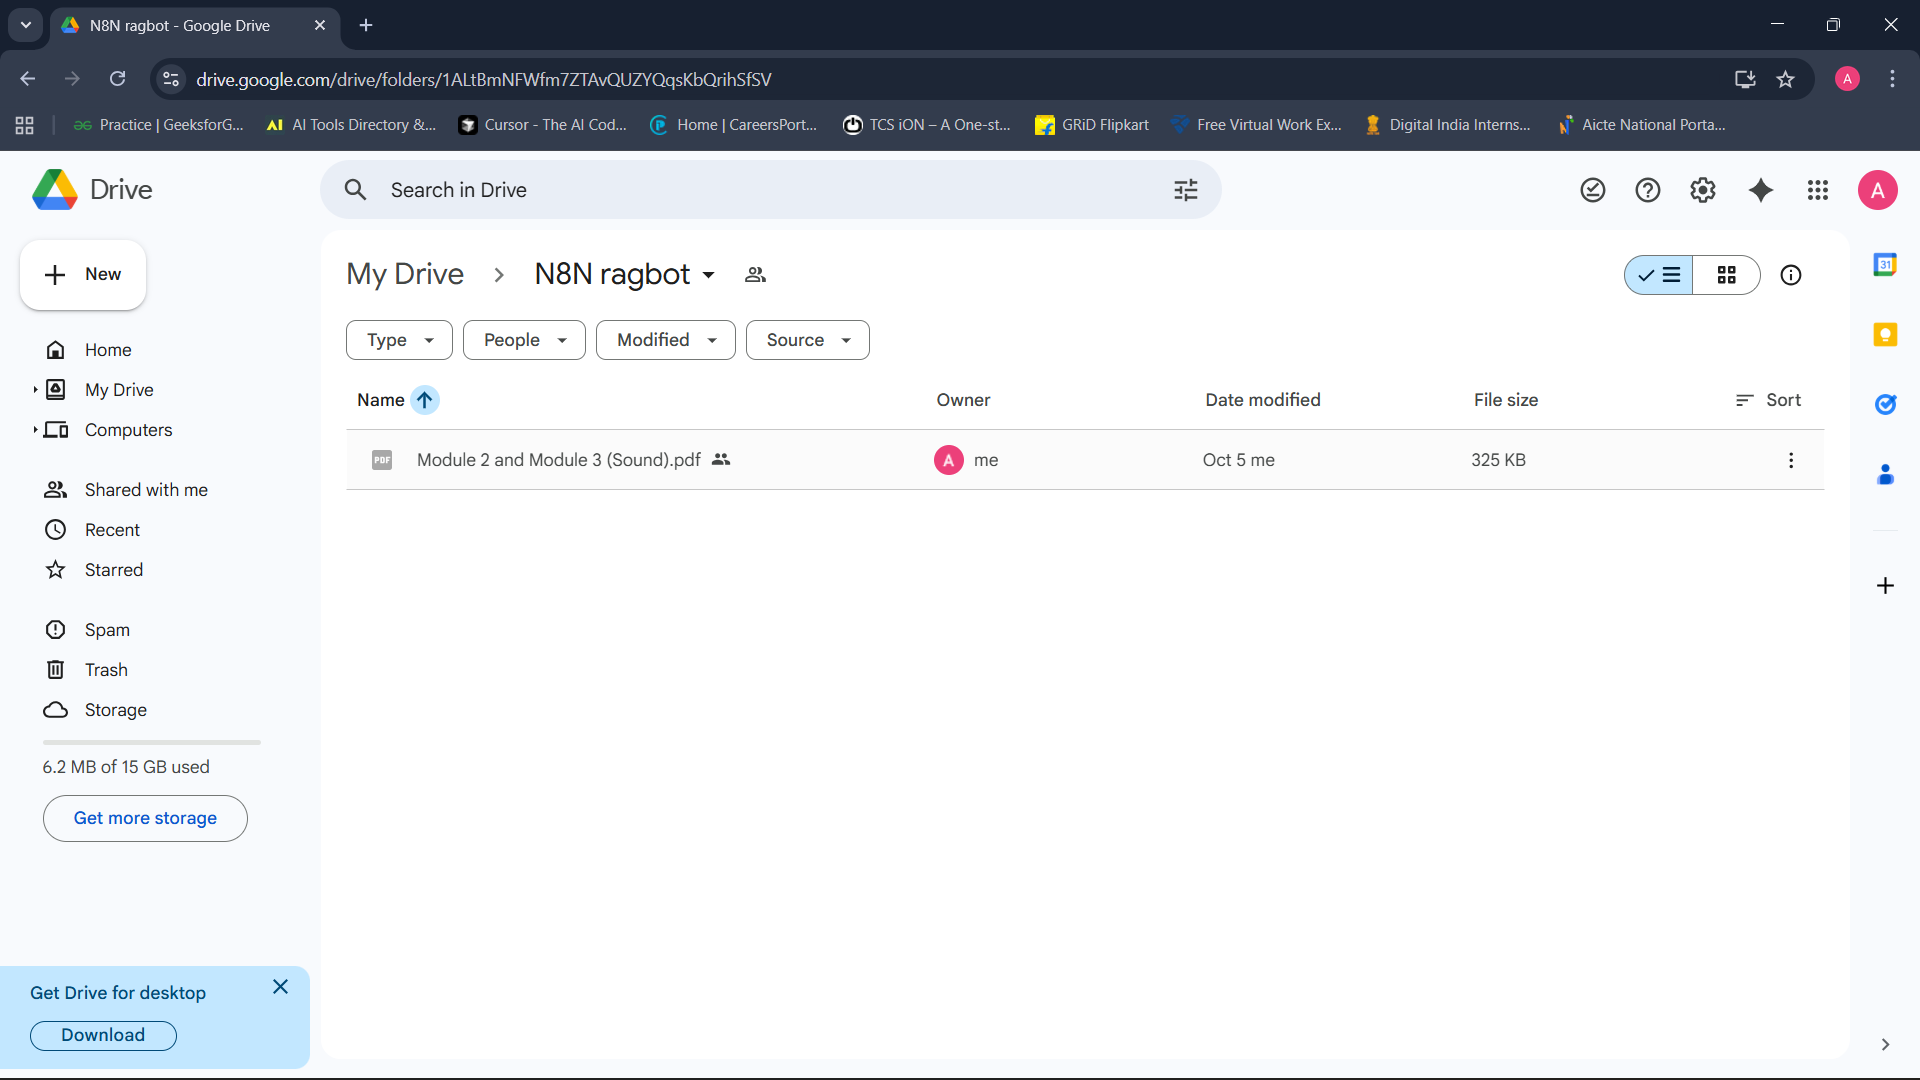 N8N ragbot - Google Drive
drive.google.com/drive/folders/1ALtBmNFWfm7ZTAvQUZYQqsKbQrihSfSV
A
Practice | GeeksforG...
AI Tools Directory &...
Cursor - The AI Cod...
Home | CareersPort...
TCS iON – A One-st...
GRiD Flipkart
Free Virtual Work Ex...
Digital India Interns...
Aicte National Porta...
Drive
Search in Drive
A
New
My Drive
N8N ragbot
31
Home
My Drive
Computers
Type
People
Modified
Source
Name
Owner
Date modified
File size
Sort
PDF
Module 2 and Module 3 (Sound).pdf
A
me
Oct 5 me
325 KB
Shared with me
Recent
Starred
Spam
Trash
Storage
6.2 MB of 15 GB used
Get more storage
Get Drive for desktop
Download